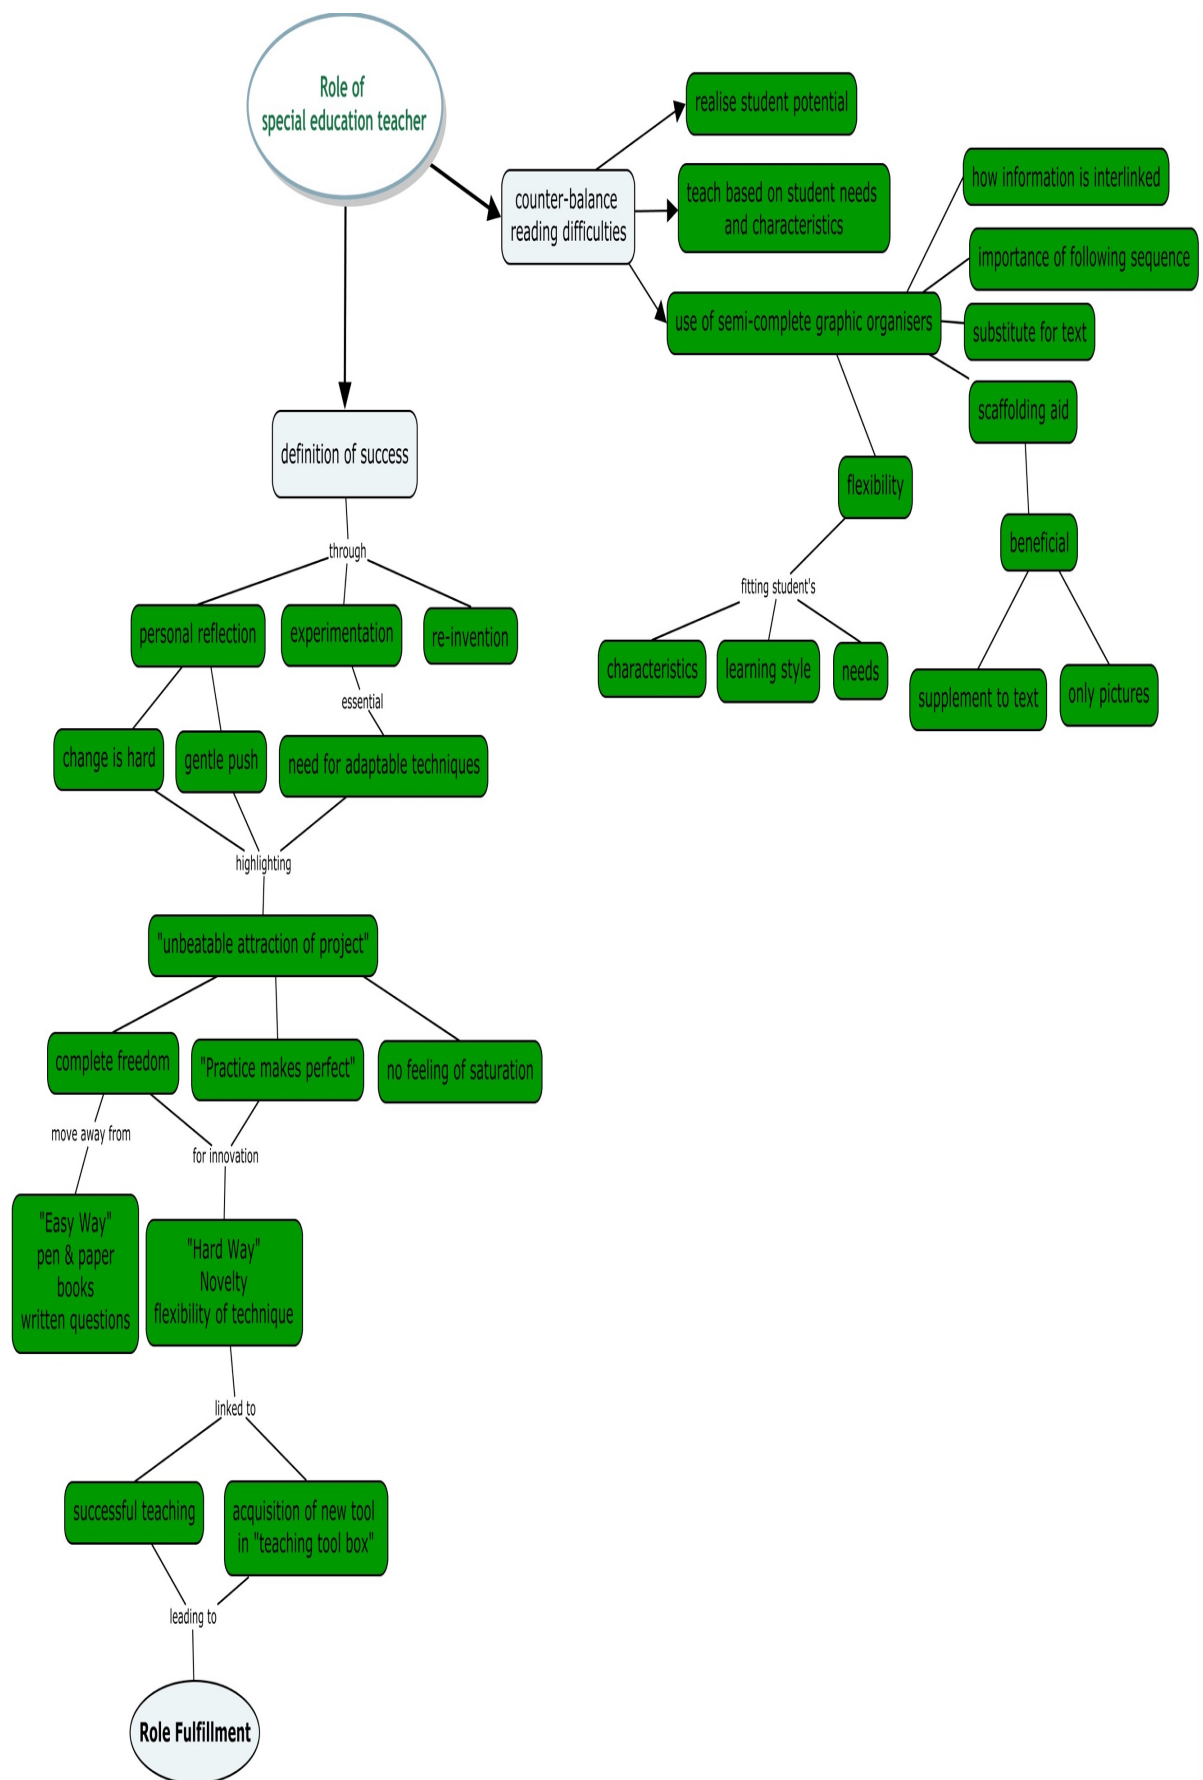 Role of
special education teacher
realise student potential
counter-balance
reading difficulties
teach based on student needs
and characteristics
how information is interlinked
importance of following sequence
use of semi-complete graphic organisers
substitute for text
scaffolding aid
flexibility
beneficial
fitting student's
characteristics
learning style
needs
supplement to text
only pictures
definition of success
through
personal reflection
experimentation
re-invention
essential
change is hard
gentle push
need for adaptable techniques
highlighting
"unbeatable attraction of project"
complete freedom
"Practice makes perfect"
no feeling of saturation
move away from
for innovation
"Easy Way"
pen & paper
books
written questions
"Hard Way"
Novelty
flexibility of technique
linked to
successful teaching
acquisition of new tool
in "teaching tool box"
leading to
Role Fulfillment